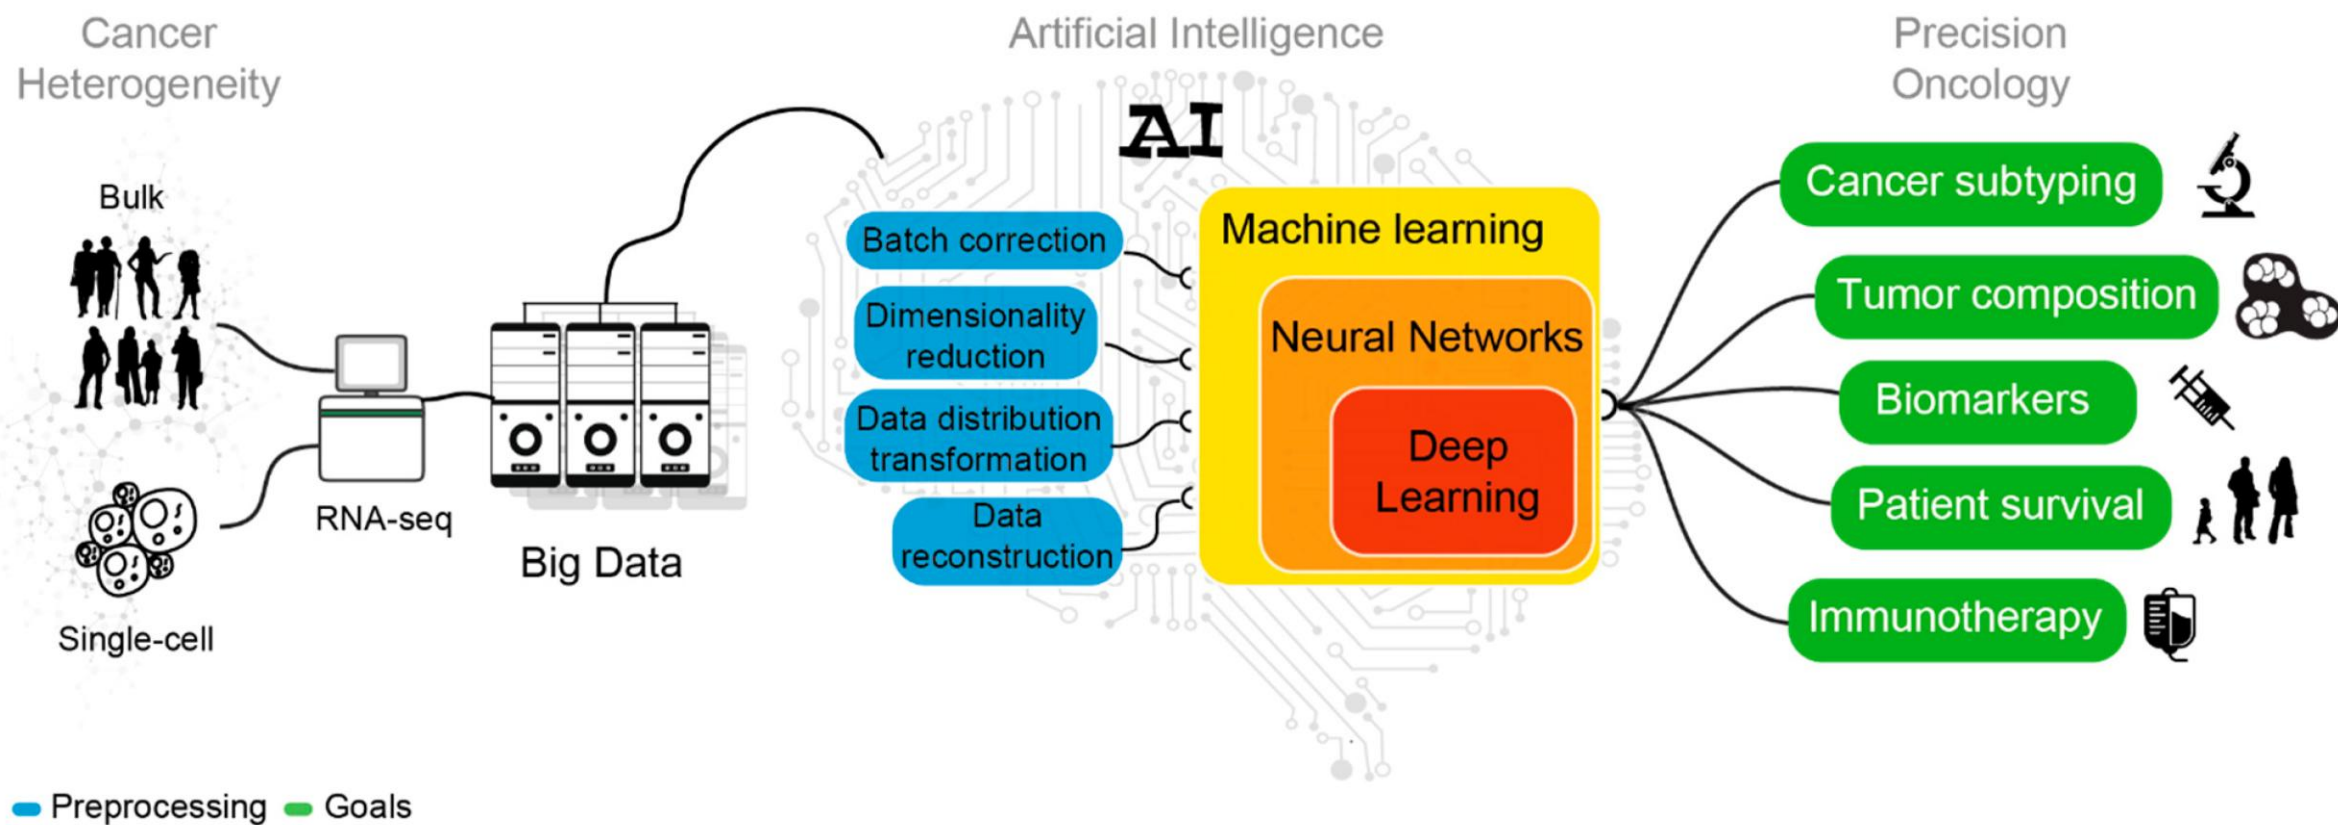 Cancer
Heterogeneity
Artificial Intelligence
Precision
Oncology
AI
Bulk
Single-cell
RNA-seq
Big Data
Batch correction
Dimensionality
reduction
Data distribution
transformation
Data
reconstruction
Machine learning
Neural Networks
Deep
Learning
Cancer subtyping
Tumor composition
Biomarkers
Patient survival
Immunotherapy
Preprocessing
Goals